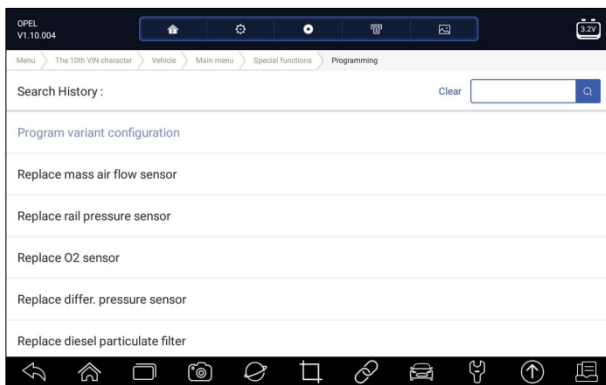 OPEL
V1.10.004
3.2V
Menu The 10th VIN character Vehicle Main menu Special functions Programming
Search History : Clear
Program variant configuration
Replace mass air flow sensor
Replace rail pressure sensor
Replace O2 sensor
Replace differ. pressure sensor
Replace diesel particulate filter